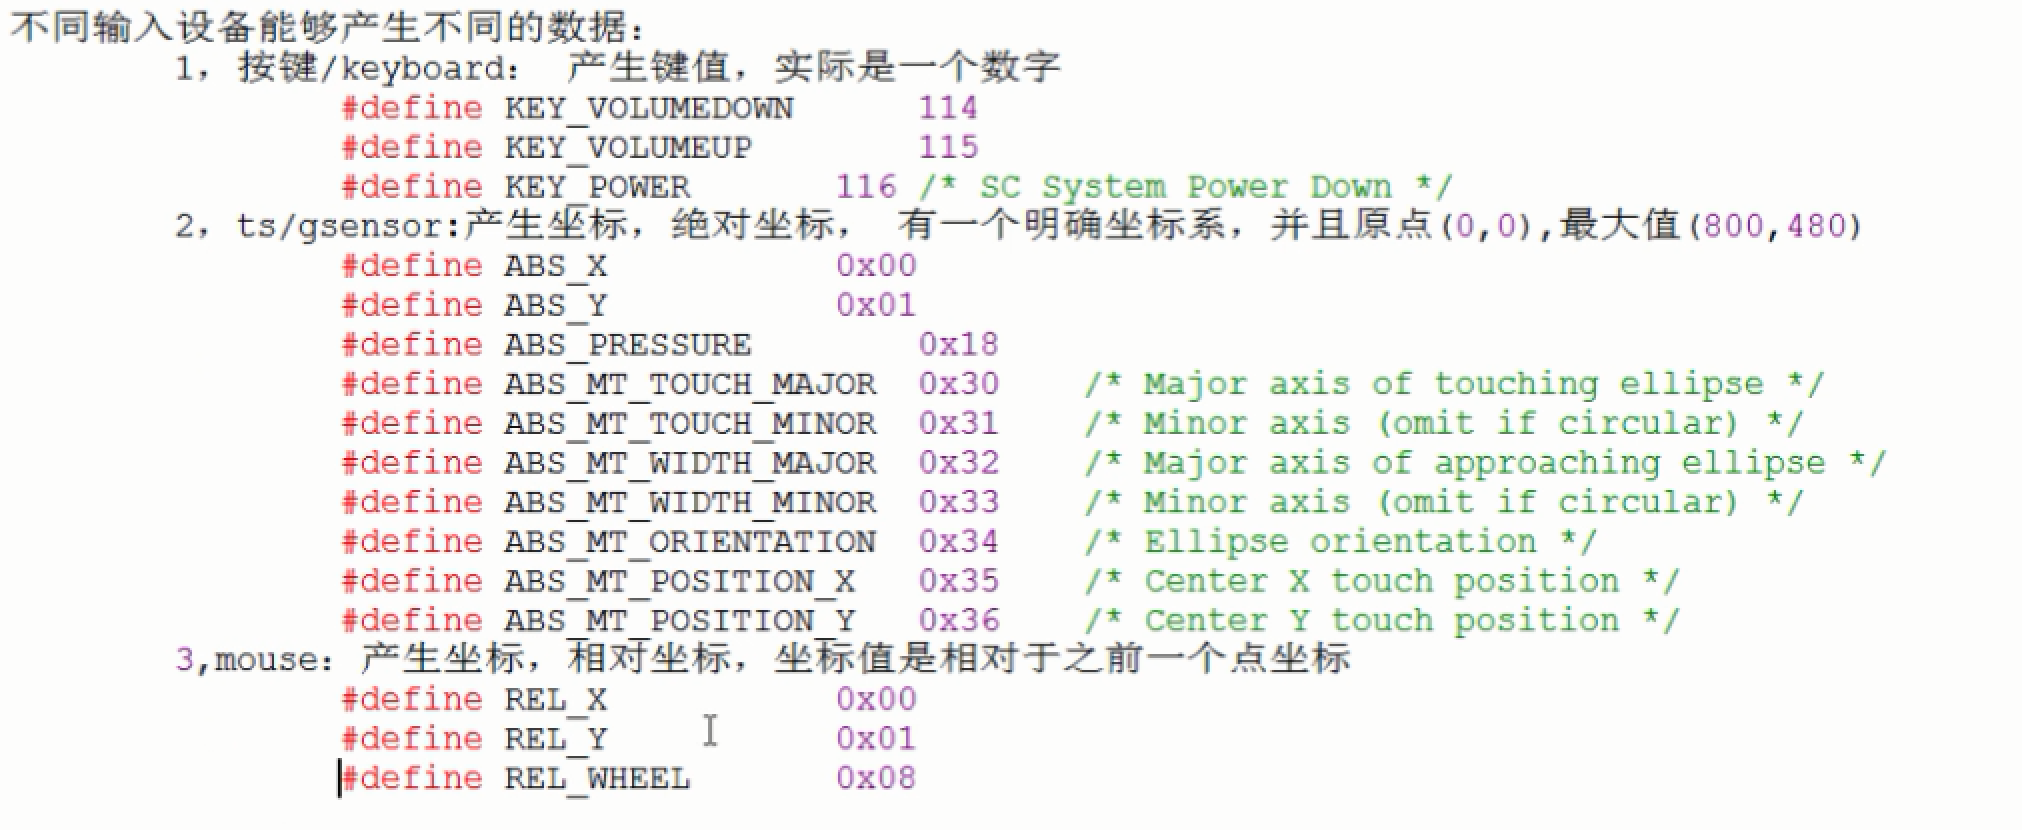 不同输入设备能够产生不同的数据：
1，按键/keyboard： 产生键值，实际是一个数字
#define KEY_VOLUMEDOWN 114
#define KEY_VOLUMEUP 115
#define KEY_POWER 116 /* SC System Power Down */
2，ts/gsensor:产生坐标，绝对坐标， 有一个明确坐标系，并且原点(0,0),最大值(800,480)
#define ABS_X 0x00
#define ABS_Y 0x01
#define ABS_PRESSURE 0x18
#define ABS_MT_TOUCH_MAJOR 0x30 /* Major axis of touching ellipse */
#define ABS_MT_TOUCH_MINOR 0x31 /* Minor axis (omit if circular) */
#define ABS_MT_WIDTH_MAJOR 0x32 /* Major axis of approaching ellipse */
#define ABS_MT_WIDTH_MINOR 0x33 /* Minor axis (omit if circular) */
#define ABS_MT_ORIENTATION 0x34 /* Ellipse orientation */
#define ABS_MT_POSITION_X 0x35 /* Center X touch position */
#define ABS_MT_POSITION_Y 0x36 /* Center Y touch position */
3,mouse：产生坐标，相对坐标，坐标值是相对于之前一个点坐标
#define REL_X 0x00
#define REL_Y 0x01
#define REL_WHEEL 0x08